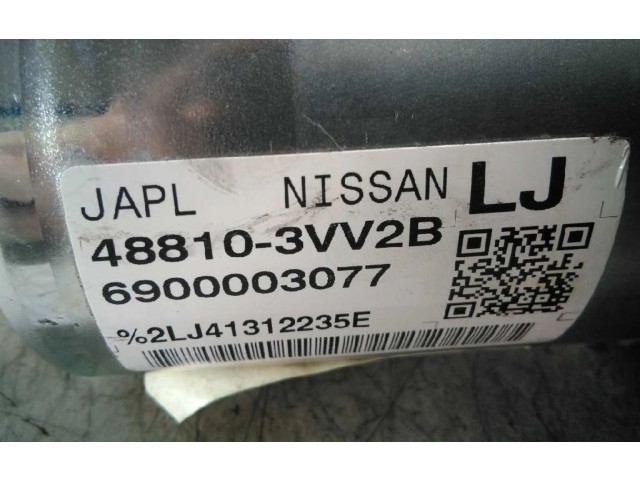 JAPL NISSAN LJ
48810-3VV2B
6900003077
%2LJ41312235E